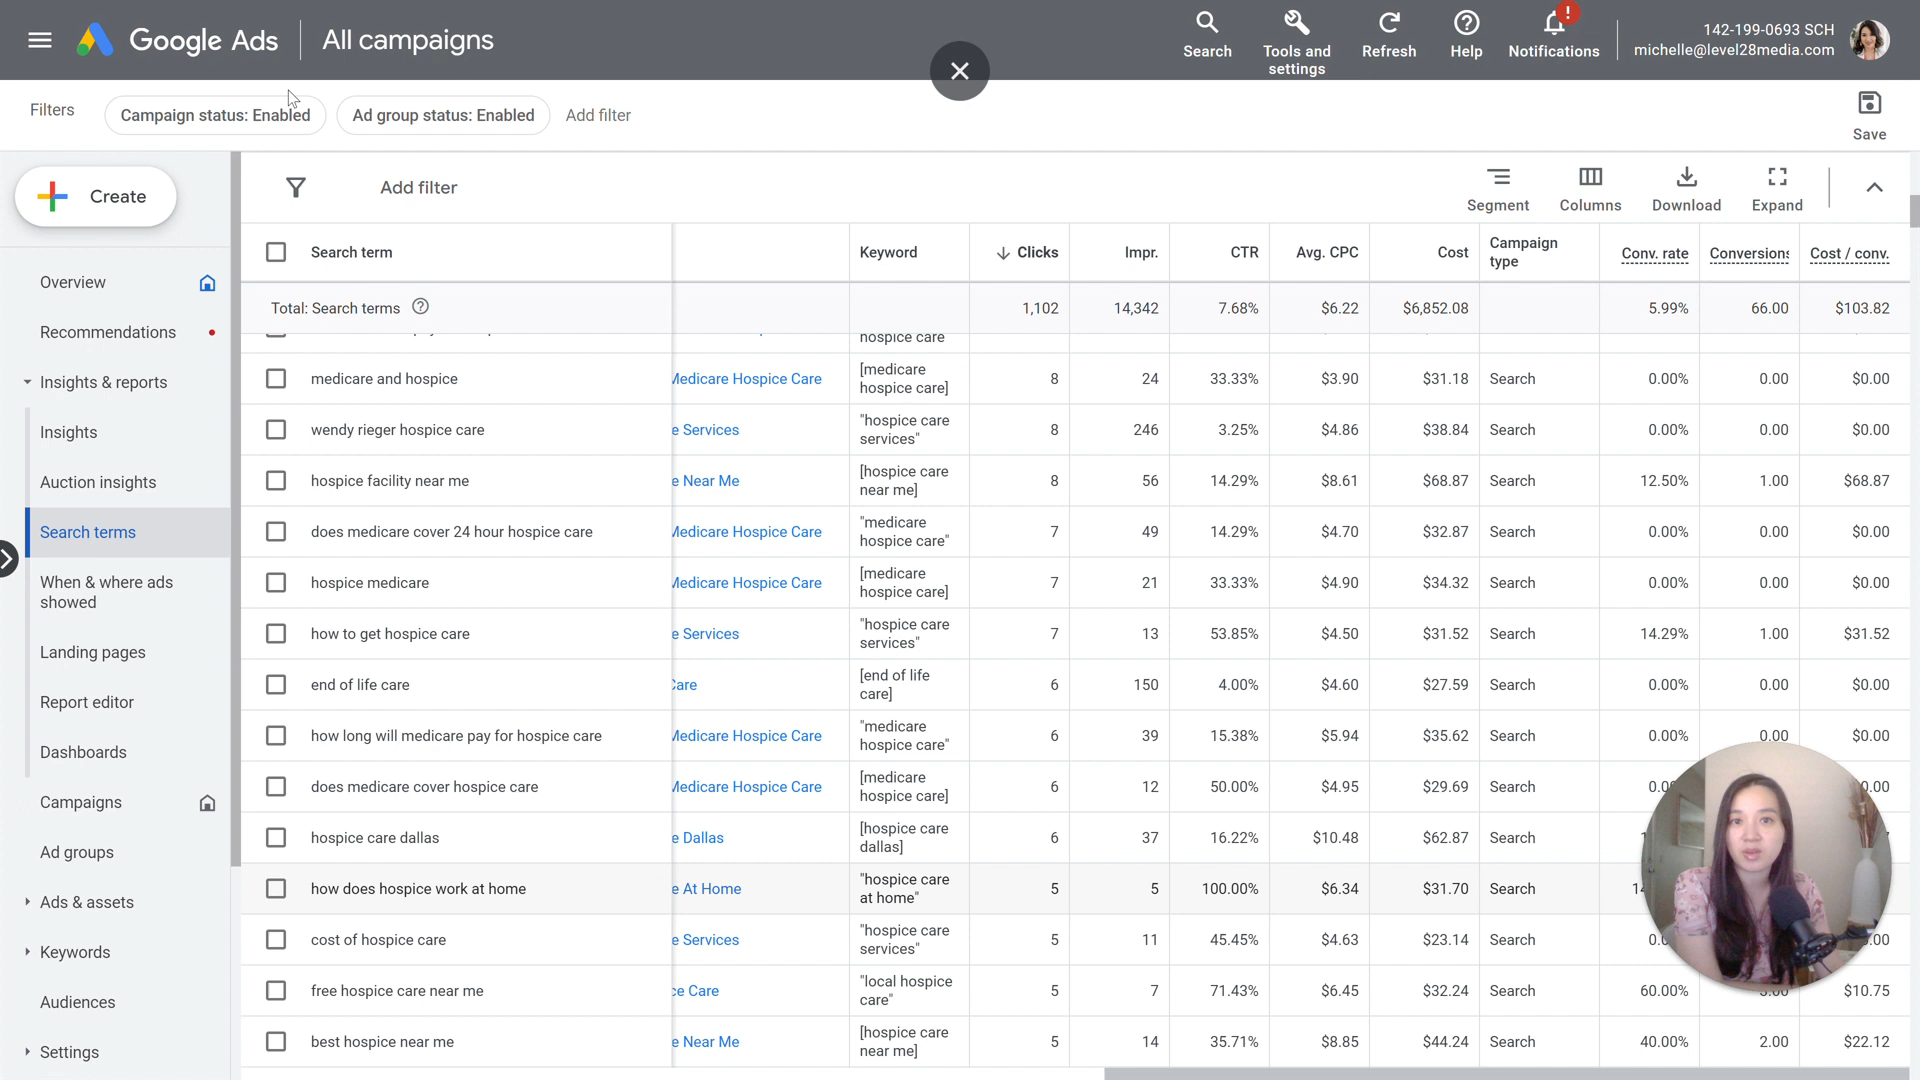 Google Ads
All campaigns
Search
Tools and
settings
Refresh
Help
Notifications
!
142-199-0693 SCH
michelle@level28media.com
Filters
Campaign status: Enabled
Ad group status: Enabled
Add filter
Save
Create
Overview
Recommendations
Insights & reports
Insights
Auction insights
Search terms
When & where ads
showed
Landing pages
Report editor
Dashboards
Campaigns
Ad groups
Ads & assets
Keywords
Audiences
Settings
Add filter
Segment
Columns
Download
Expand
Search term Keyword Clicks Impr. CTR Avg. CPC Cost Campaign type Conv. rate Conversions Cost / conv.
Total: Search terms 1,102 14,342 7.68% $6.22 $6,852.08 5.99% 66.00 $103.82
hospice care
medicare and hospice Medicare Hospice Care [medicare hospice care] 8 24 33.33% $3.90 $31.18 Search 0.00% 0.00 $0.00
wendy rieger hospice care e Services "hospice care services" 8 246 3.25% $4.86 $38.84 Search 0.00% 0.00 $0.00
hospice facility near me e Near Me [hospice care near me] 8 56 14.29% $8.61 $68.87 Search 12.50% 1.00 $68.87
does medicare cover 24 hour hospice care Medicare Hospice Care "medicare hospice care" 7 49 14.29% $4.70 $32.87 Search 0.00% 0.00 $0.00
hospice medicare Medicare Hospice Care [medicare hospice care] 7 21 33.33% $4.90 $34.32 Search 0.00% 0.00 $0.00
how to get hospice care e Services "hospice care services" 7 13 53.85% $4.50 $31.52 Search 14.29% 1.00 $31.52
end of life care Care [end of life care] 6 150 4.00% $4.60 $27.59 Search 0.00% 0.00 $0.00
how long will medicare pay for hospice care Medicare Hospice Care "medicare hospice care" 6 39 15.38% $5.94 $35.62 Search 0.00% 0.00 $0.00
does medicare cover hospice care Medicare Hospice Care [medicare hospice care] 6 12 50.00% $4.95 $29.69 Search
hospice care dallas e Dallas [hospice care dallas] 6 37 16.22% $10.48 $62.87 Search
how does hospice work at home e At Home "hospice care at home" 5 5 100.00% $6.34 $31.70 Search
cost of hospice care e Services "hospice care services" 5 11 45.45% $4.63 $23.14 Search
free hospice care near me ce Care "local hospice care" 5 7 71.43% $6.45 $32.24 Search 60.00% 3.00 $10.75
best hospice near me e Near Me [hospice care near me] 5 14 35.71% $8.85 $44.24 Search 40.00% 2.00 $22.12